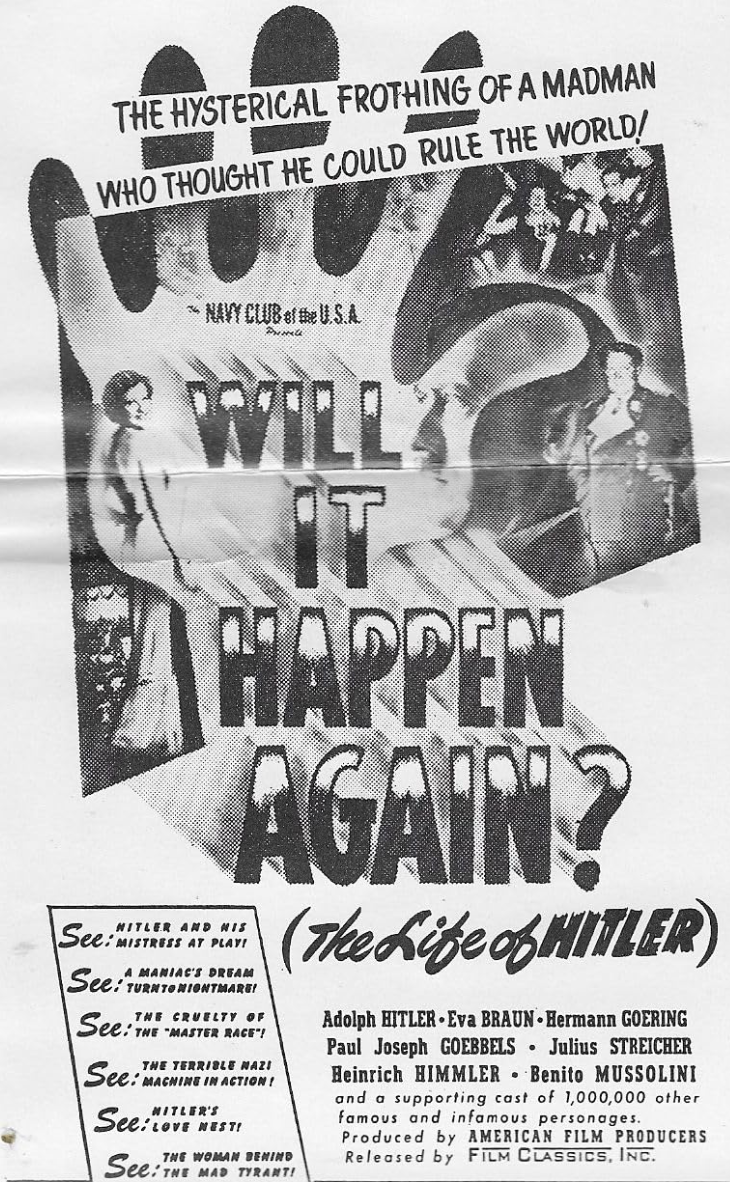 THE HYSTERICAL FROTHING OF A MADMAN
WHO THOUGHT HE COULD RULE THE WORLD!
The NAVY CLUB of the U.S.A.
Presents
WILL
IT
HAPPEN
AGAIN?
(The Life of HITLER)
See: HITLER AND HIS
MISTRESS AT PLAY!
See: A MANIAC'S DREAM
TURN TO NIGHTMARE!
See: THE CRUELTY OF
THE "MASTER RACE"!
See: THE TERRIBLE NAZI
MACHINE IN ACTION!
See: HITLER'S
LOVE NEST!
See: THE WOMAN BEHIND
THE MAD TYRANT!
Adolph HITLER • Eva BRAUN • Hermann GOERING
Paul Joseph GOEBBELS • Julius STREICHER
Heinrich HIMMLER • Benito MUSSOLINI
and a supporting cast of 1,000,000 other
famous and infamous personages.
Produced by AMERICAN FILM PRODUCERS
Released by FILM CLASSICS, INC.